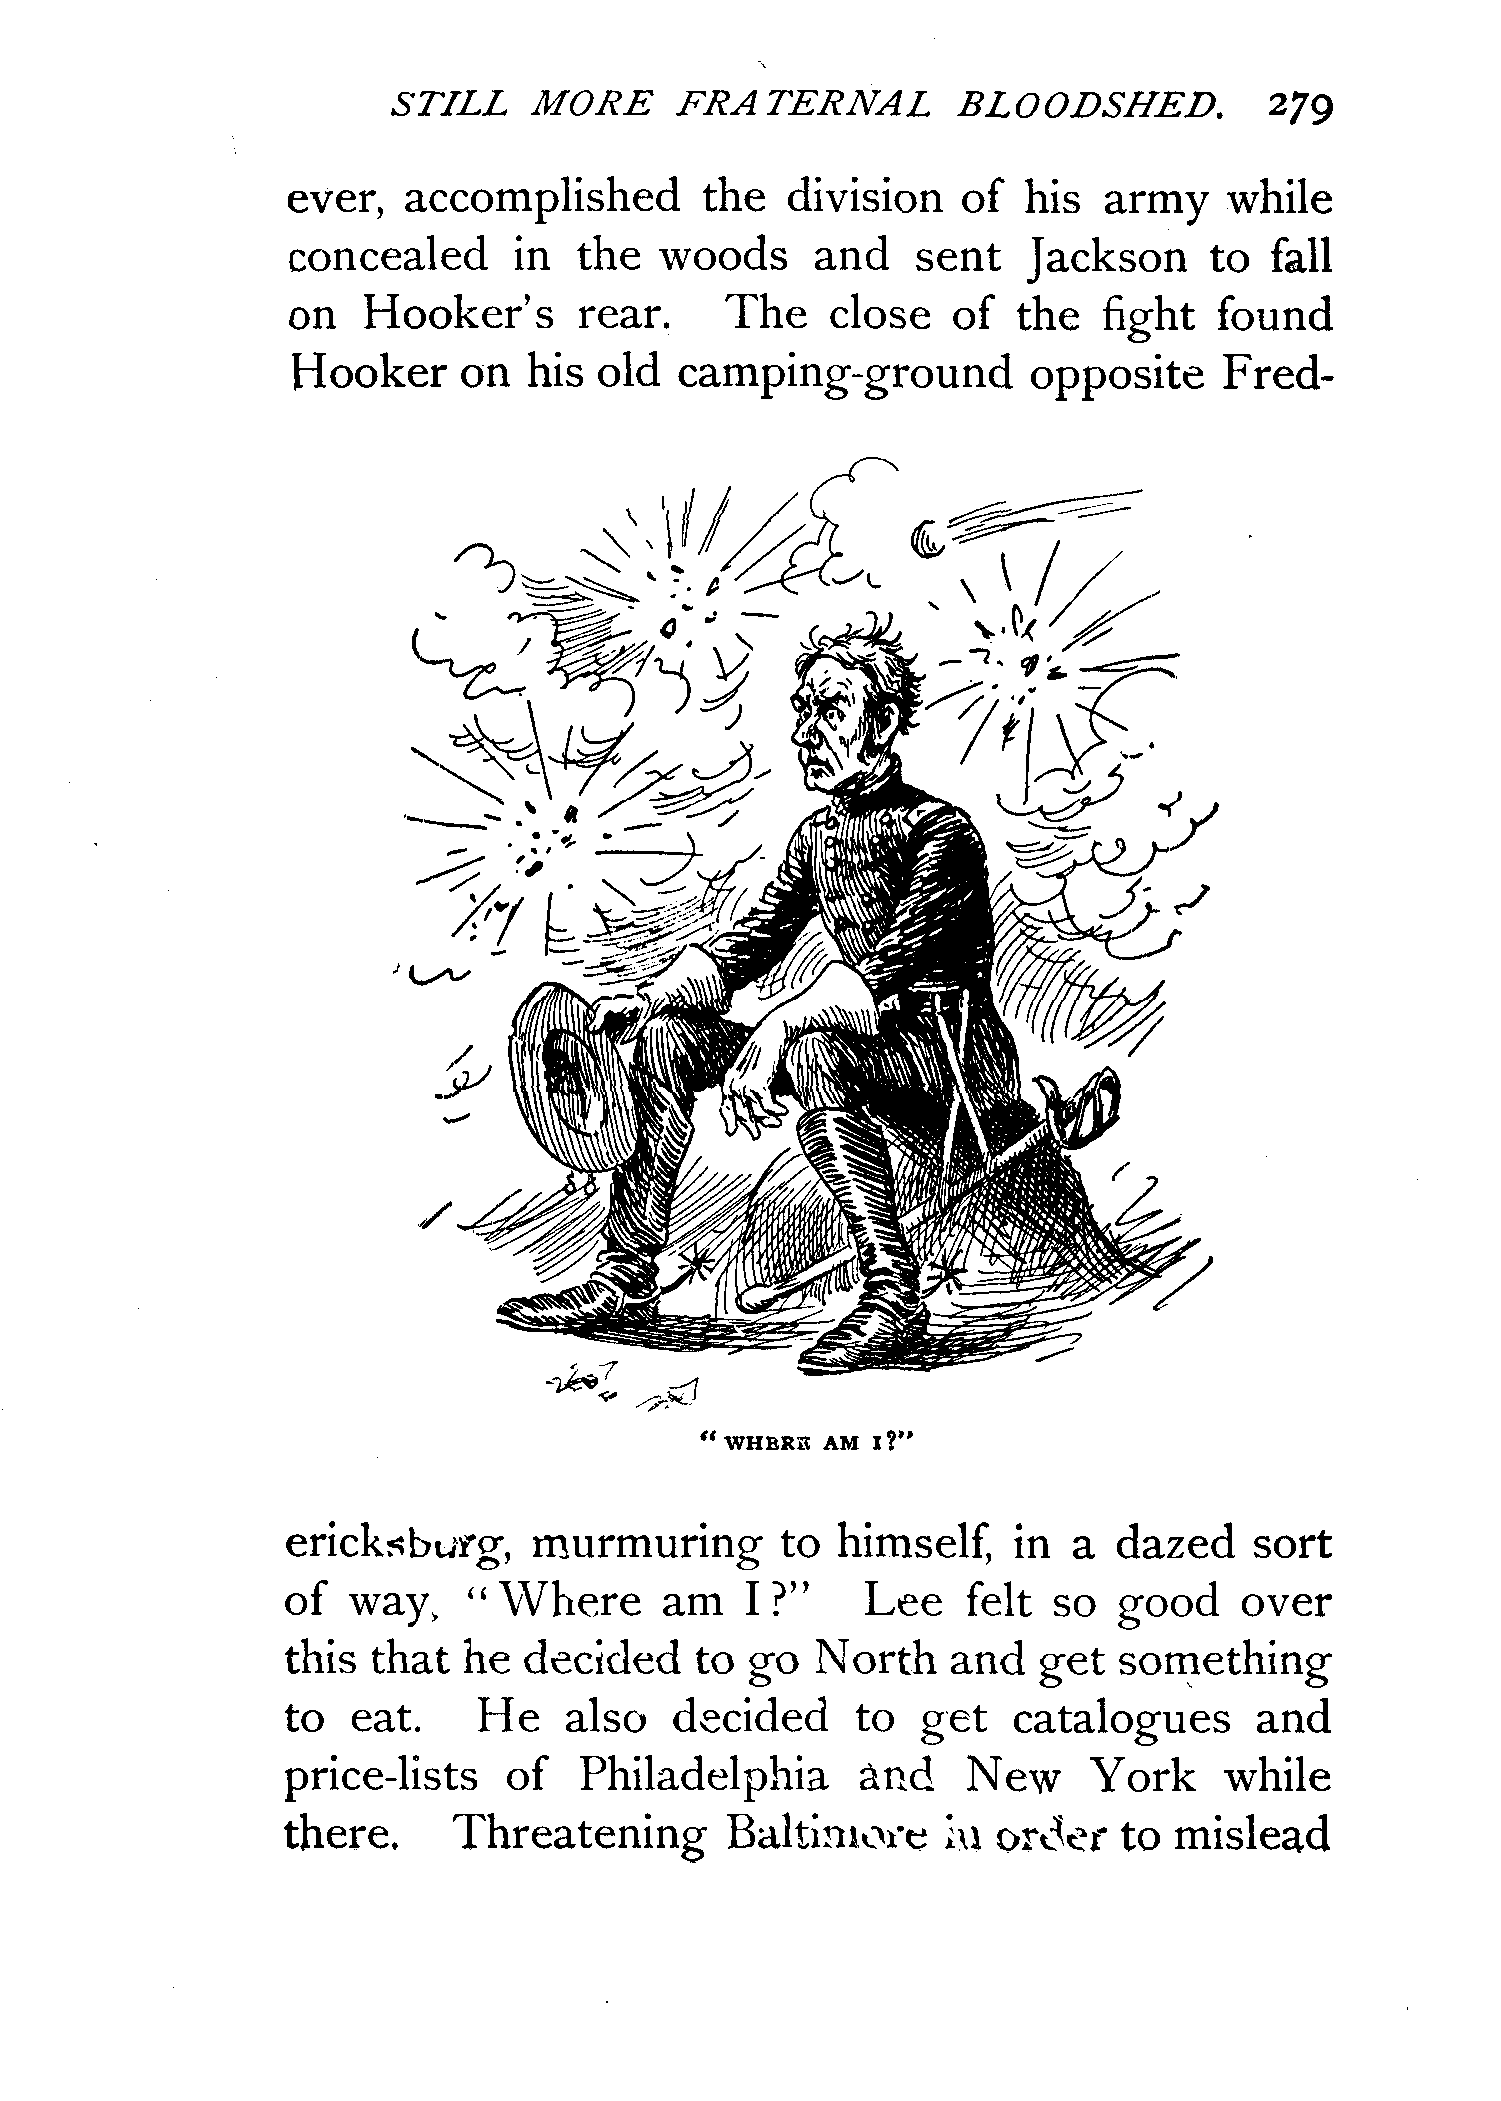 STILL MORE FRATERNAL BLOODSHED. 279
ever, accomplished the division of his army while
concealed in the woods and sent Jackson to fall
on Hooker's rear. The close of the fight found
Hooker on his old camping-ground opposite Fred-
"WHERE AM I?"
ericksburg, murmuring to himself, in a dazed sort
of way, "Where am I?" Lee felt so good over
this that he decided to go North and get something
to eat. He also decided to get catalogues and
price-lists of Philadelphia and New York while
there. Threatening Baltimore in order to mislead